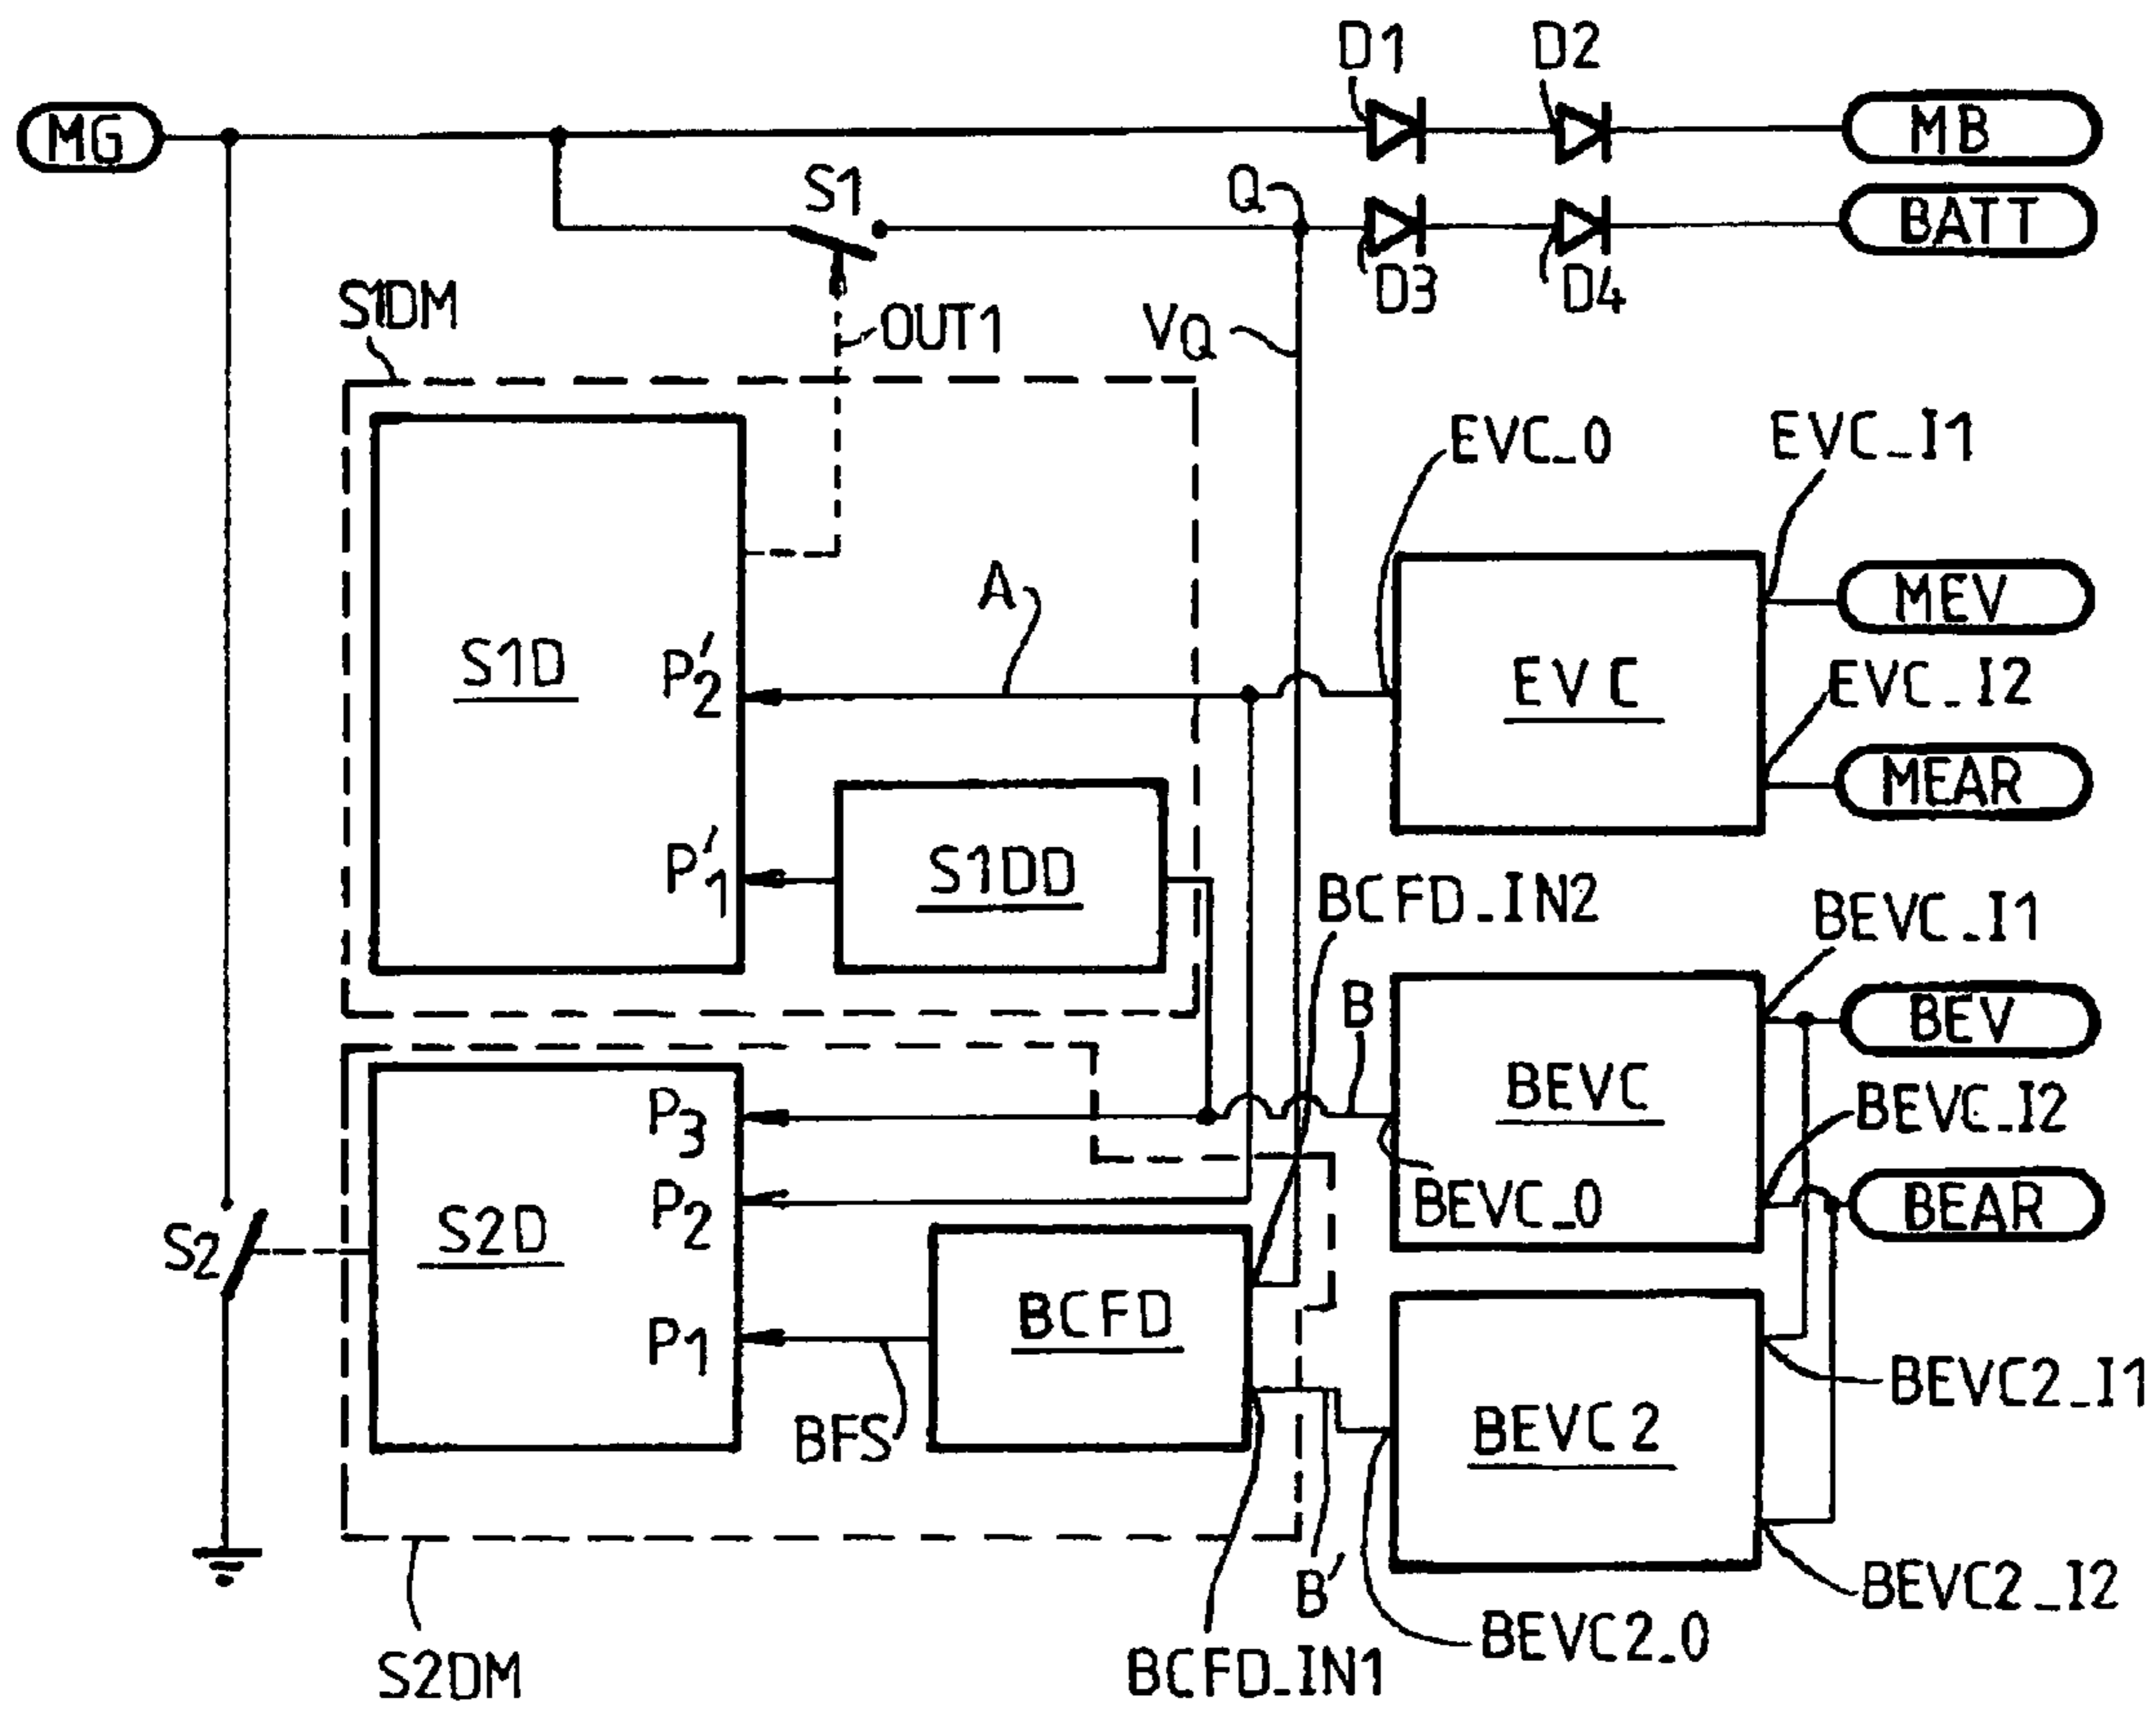 D1 D2
MG MB
S1 Q BATT
D3 D4
S1DM OUT1 VQ
EVC_0 EVC_I1
A MEV
S1D P'2 EVC EVC_I2
MEAR
P'1 S1DD BCFD_IN2
BEVC_I1
B BEV
P3 BEVC BEVC_I2
S2 S2D P2 BEVC_0 BEAR
P1 BCFD
BEVC2_I1
BFS BEVC2
B' BEVC2_I2
S2DM BCFD_IN1 BEVC2_0